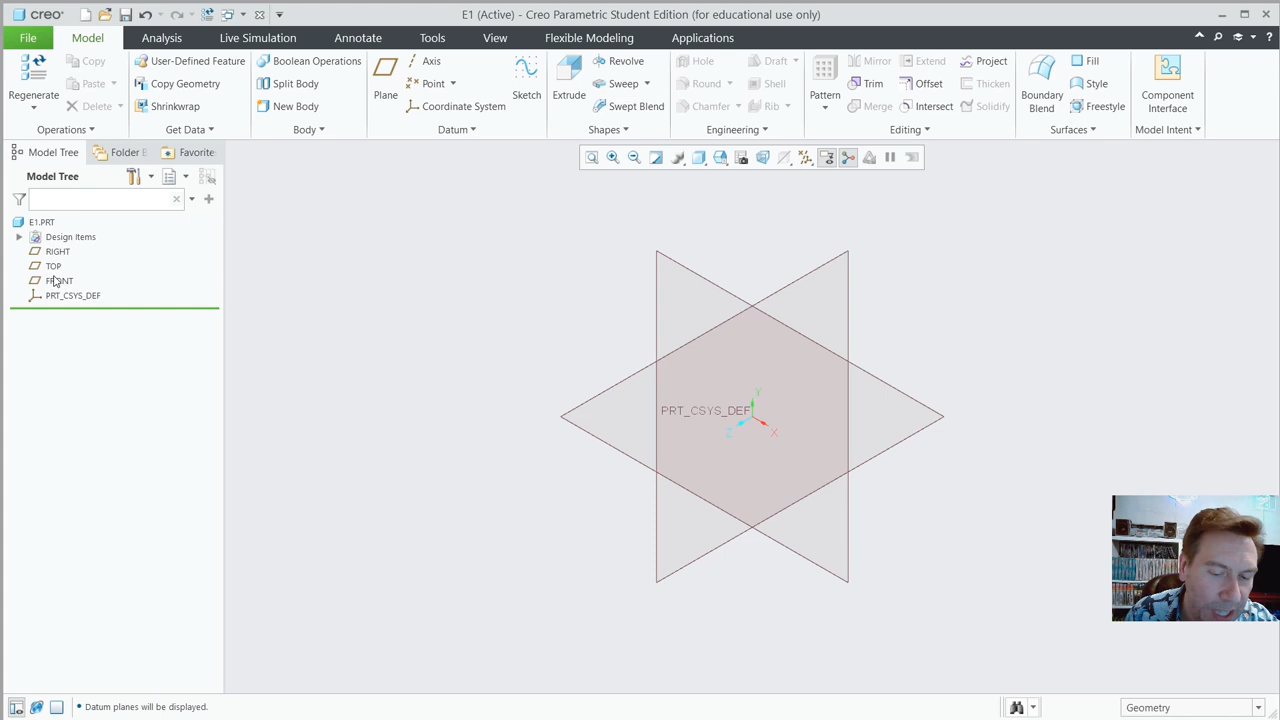 creo
E1 (Active) - Creo Parametric Student Edition (for educational use only)
File Model Analysis Live Simulation Annotate Tools View Flexible Modeling Applications
Regenerate
Copy
Paste
Delete
Operations
User-Defined Feature
Copy Geometry
Shrinkwrap
Get Data
Boolean Operations
Split Body
New Body
Body
Plane
Axis
Point
Coordinate System
Datum
Sketch
Extrude
Revolve
Sweep
Swept Blend
Shapes
Hole
Round
Chamfer
Draft
Shell
Rib
Engineering
Pattern
Mirror
Trim
Merge
Extend
Offset
Intersect
Project
Thicken
Solidify
Editing
Boundary
Blend
Fill
Style
Freestyle
Surfaces
Component
Interface
Model Intent
Model Tree Folder B Favorite
Model Tree
E1.PRT
Design Items
RIGHT
TOP
FRONT
PRT_CSYS_DEF
Y
PRT_CSYS_DEF
Z X
• Datum planes will be displayed.
Geometry